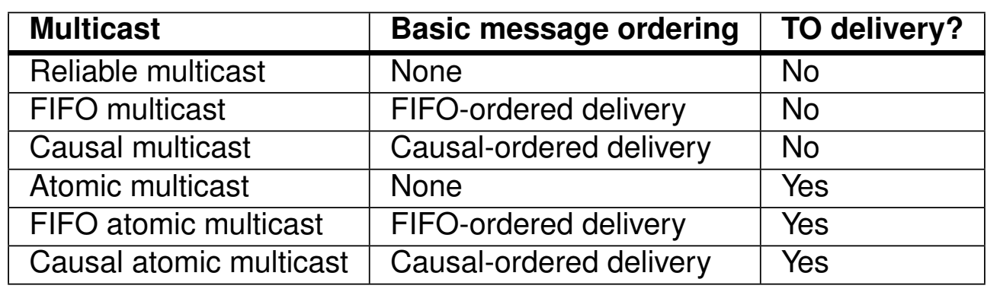 Multicast Basic message ordering TO delivery?
Reliable multicast None No
FIFO multicast FIFO-ordered delivery No
Causal multicast Causal-ordered delivery No
Atomic multicast None Yes
FIFO atomic multicast FIFO-ordered delivery Yes
Causal atomic multicast Causal-ordered delivery Yes